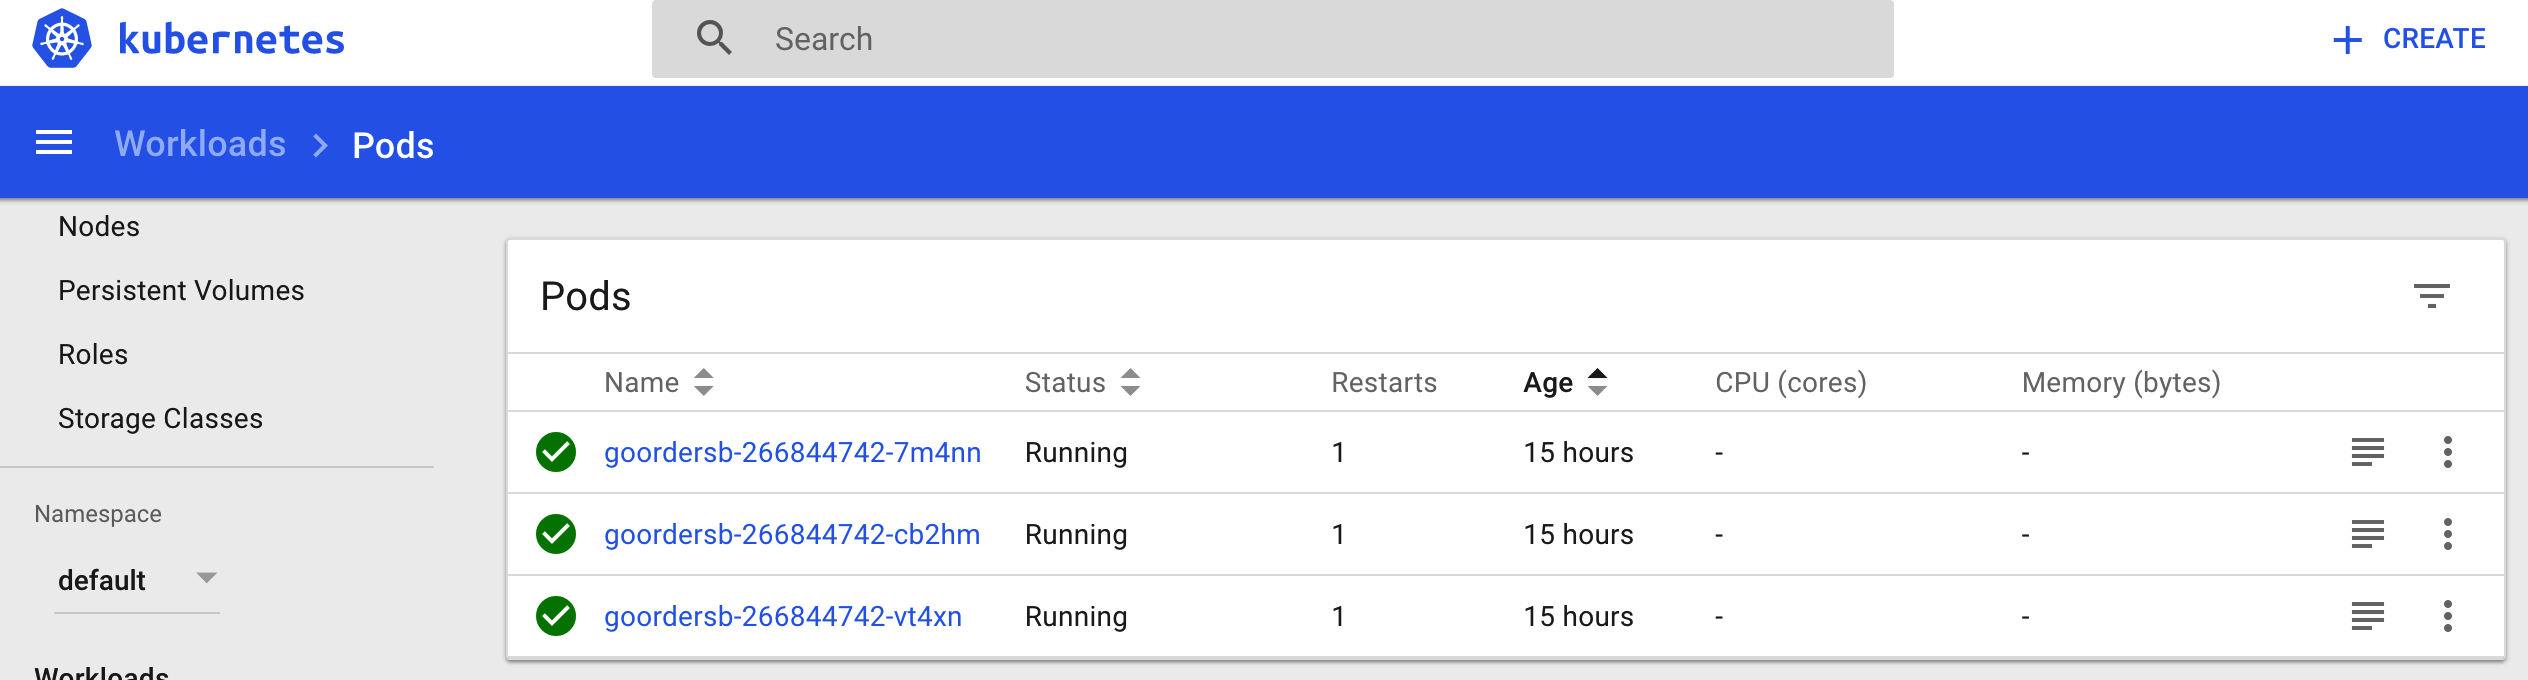 kubernetes
Search
CREATE
Workloads Pods
Nodes
Persistent Volumes
Roles
Storage Classes
Namespace
default
Workloads
Pods
Name Status Restarts Age CPU (cores) Memory (bytes)
goordersb-266844742-7m4nn Running 1 15 hours - -
goordersb-266844742-cb2hm Running 1 15 hours - -
goordersb-266844742-vt4xn Running 1 15 hours - -